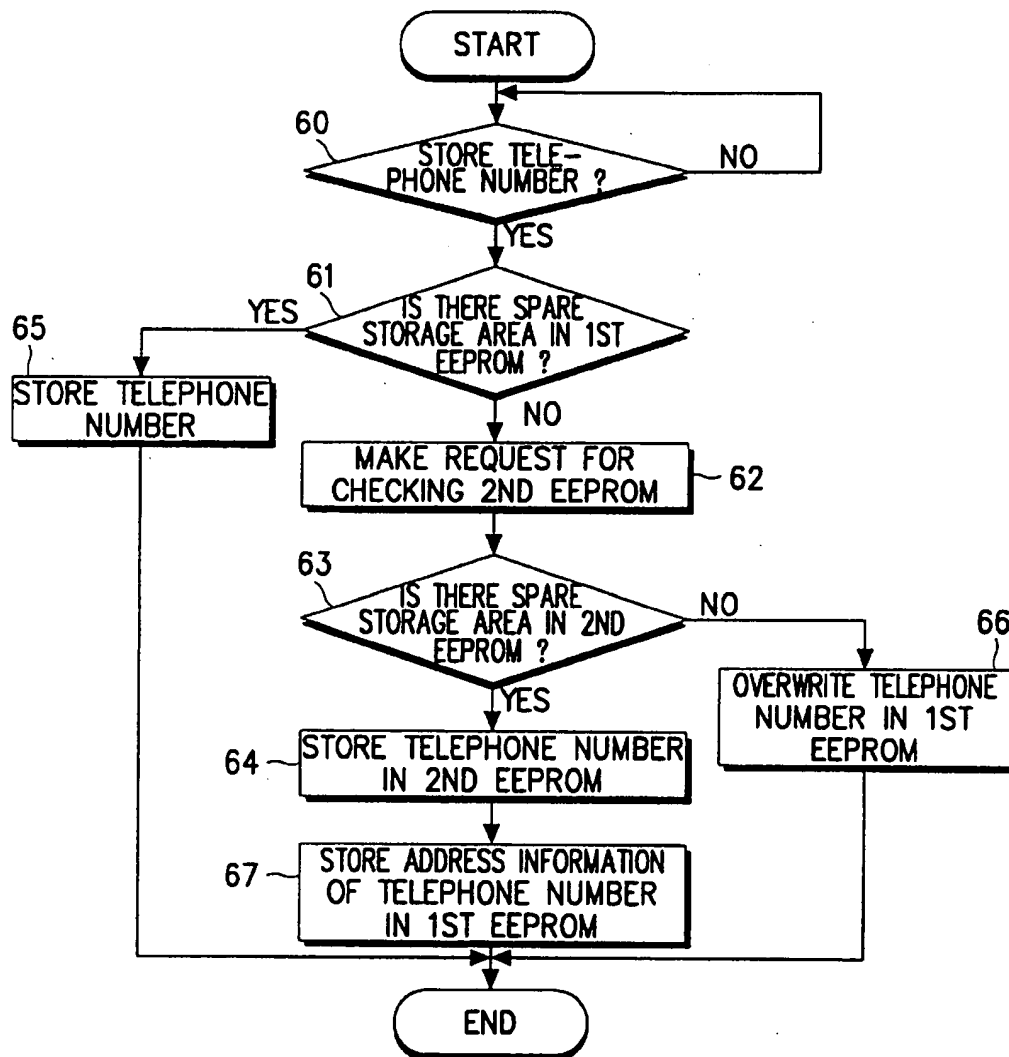 START
60
STORE TELE-
PHONE NUMBER ?
NO
YES
61
IS THERE SPARE
STORAGE AREA IN 1ST
EEPROM ?
YES
65
STORE TELEPHONE
NUMBER
NO
MAKE REQUEST FOR
CHECKING 2ND EEPROM
62
63
IS THERE SPARE
STORAGE AREA IN 2ND
EEPROM ?
NO
66
OVERWRITE TELEPHONE
NUMBER IN 1ST
EEPROM
YES
STORE TELEPHONE NUMBER
IN 2ND EEPROM
64
STORE ADDRESS INFORMATION
OF TELEPHONE NUMBER
IN 1ST EEPROM
67
END